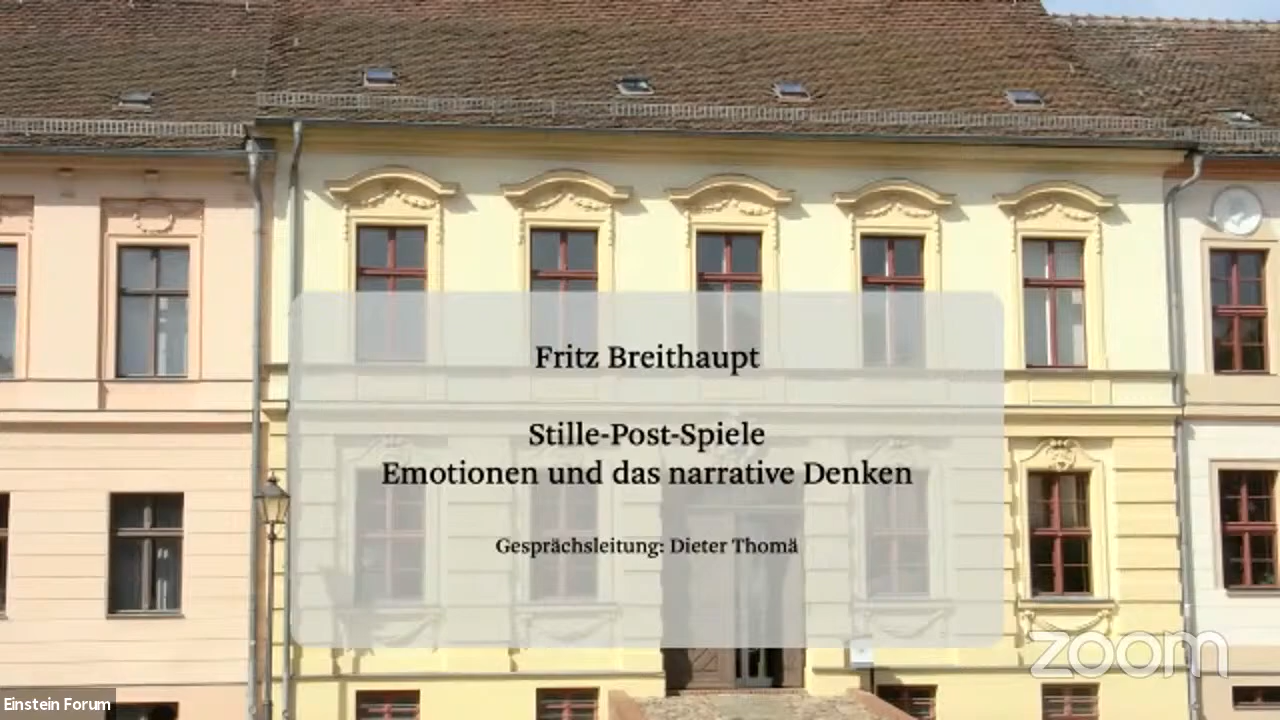 Fritz Breithaupt
Stille-Post-Spiele
Emotionen und das narrative Denken
Gesprächsleitung: Dieter Thomä
zoom
Einstein Forum